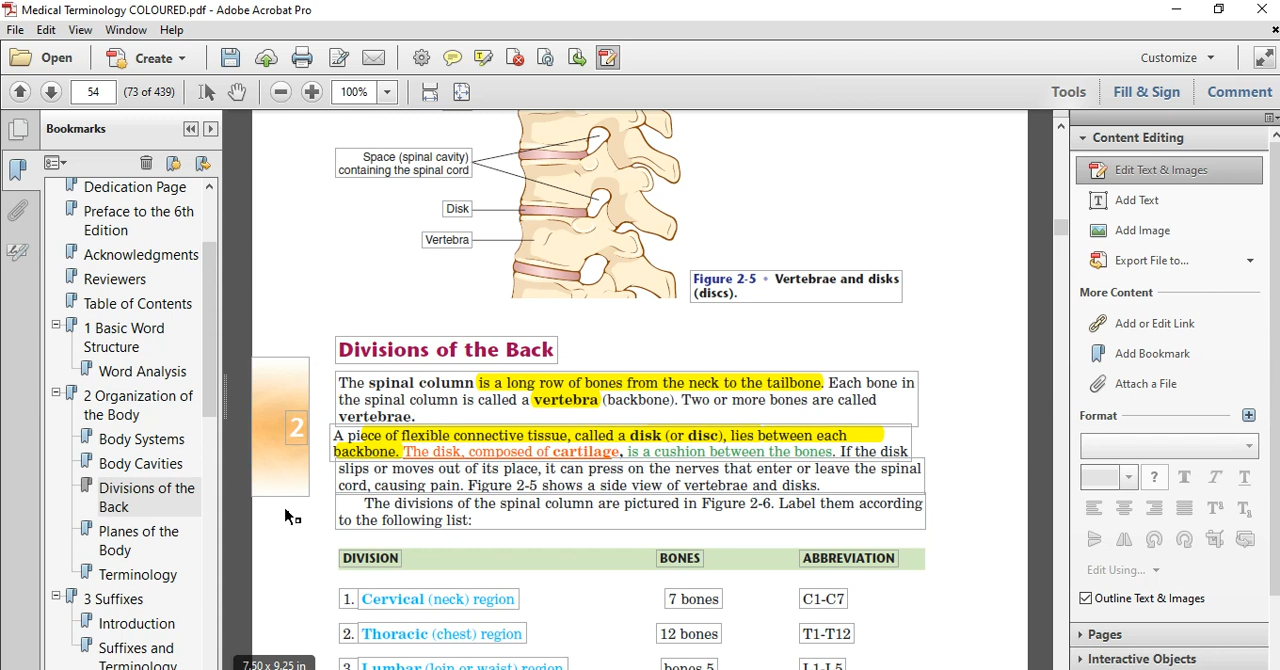 Medical Terminology COLOURED.pdf - Adobe Acrobat Pro
File Edit View Window Help
Open Create Customize
54 (73 of 439) 100% Tools Fill & Sign Comment
Bookmarks
Dedication Page
Preface to the 6th
Edition
Acknowledgments
Reviewers
Table of Contents
1 Basic Word
Structure
Word Analysis
2 Organization of
the Body
Body Systems
Body Cavities
Divisions of the
Back
Planes of the
Body
Terminology
3 Suffixes
Introduction
Suffixes and
Terminology
Space (spinal cavity)
containing the spinal cord
Disk
Vertebra
Figure 2-5 • Vertebrae and disks
(discs).
Divisions of the Back
The spinal column is a long row of bones from the neck to the tailbone. Each bone in
the spinal column is called a vertebra (backbone). Two or more bones are called
vertebrae.
A piece of flexible connective tissue, called a disk (or disc), lies between each
backbone. The disk, composed of cartilage, is a cushion between the bones. If the disk
slips or moves out of its place, it can press on the nerves that enter or leave the spinal
cord, causing pain. Figure 2-5 shows a side view of vertebrae and disks.
The divisions of the spinal column are pictured in Figure 2-6. Label them according
to the following list:
2
DIVISION BONES ABBREVIATION
1. Cervical (neck) region 7 bones C1-C7
2. Thoracic (chest) region 12 bones T1-T12
3. Lumbar (loin or waist) region bones 5 L1-L5
7.50 x 9.25 in
Content Editing
Edit Text & Images
Add Text
Add Image
Export File to...
More Content
Add or Edit Link
Add Bookmark
Attach a File
Format
? T T T
Edit Using...
Outline Text & Images
Pages
Interactive Objects